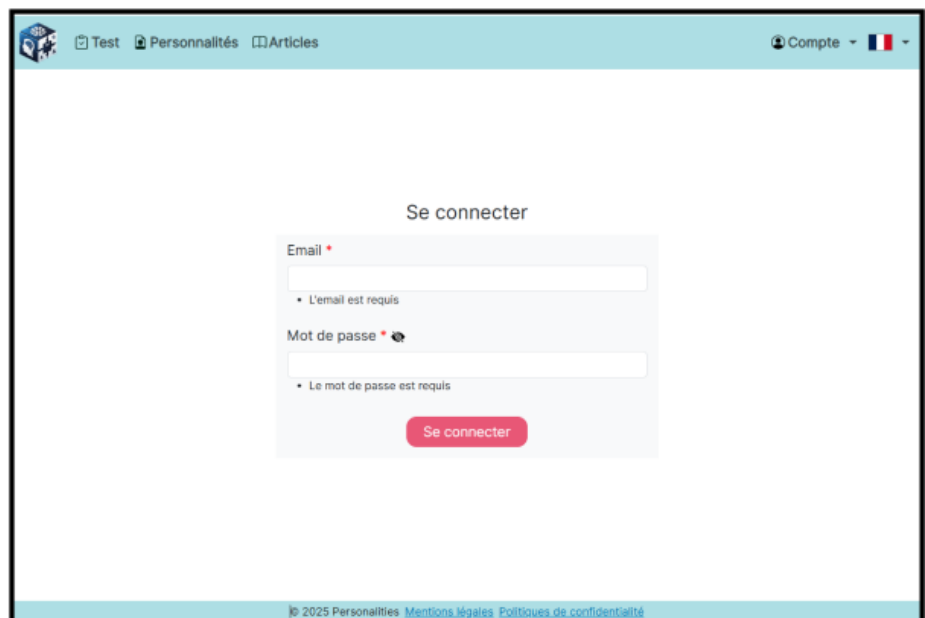 Test Personnalités Articles Compte
Se connecter
Email *
• L'email est requis
Mot de passe *
• Le mot de passe est requis
Se connecter
© 2025 Personalities Mentions légales Politiques de confidentialité